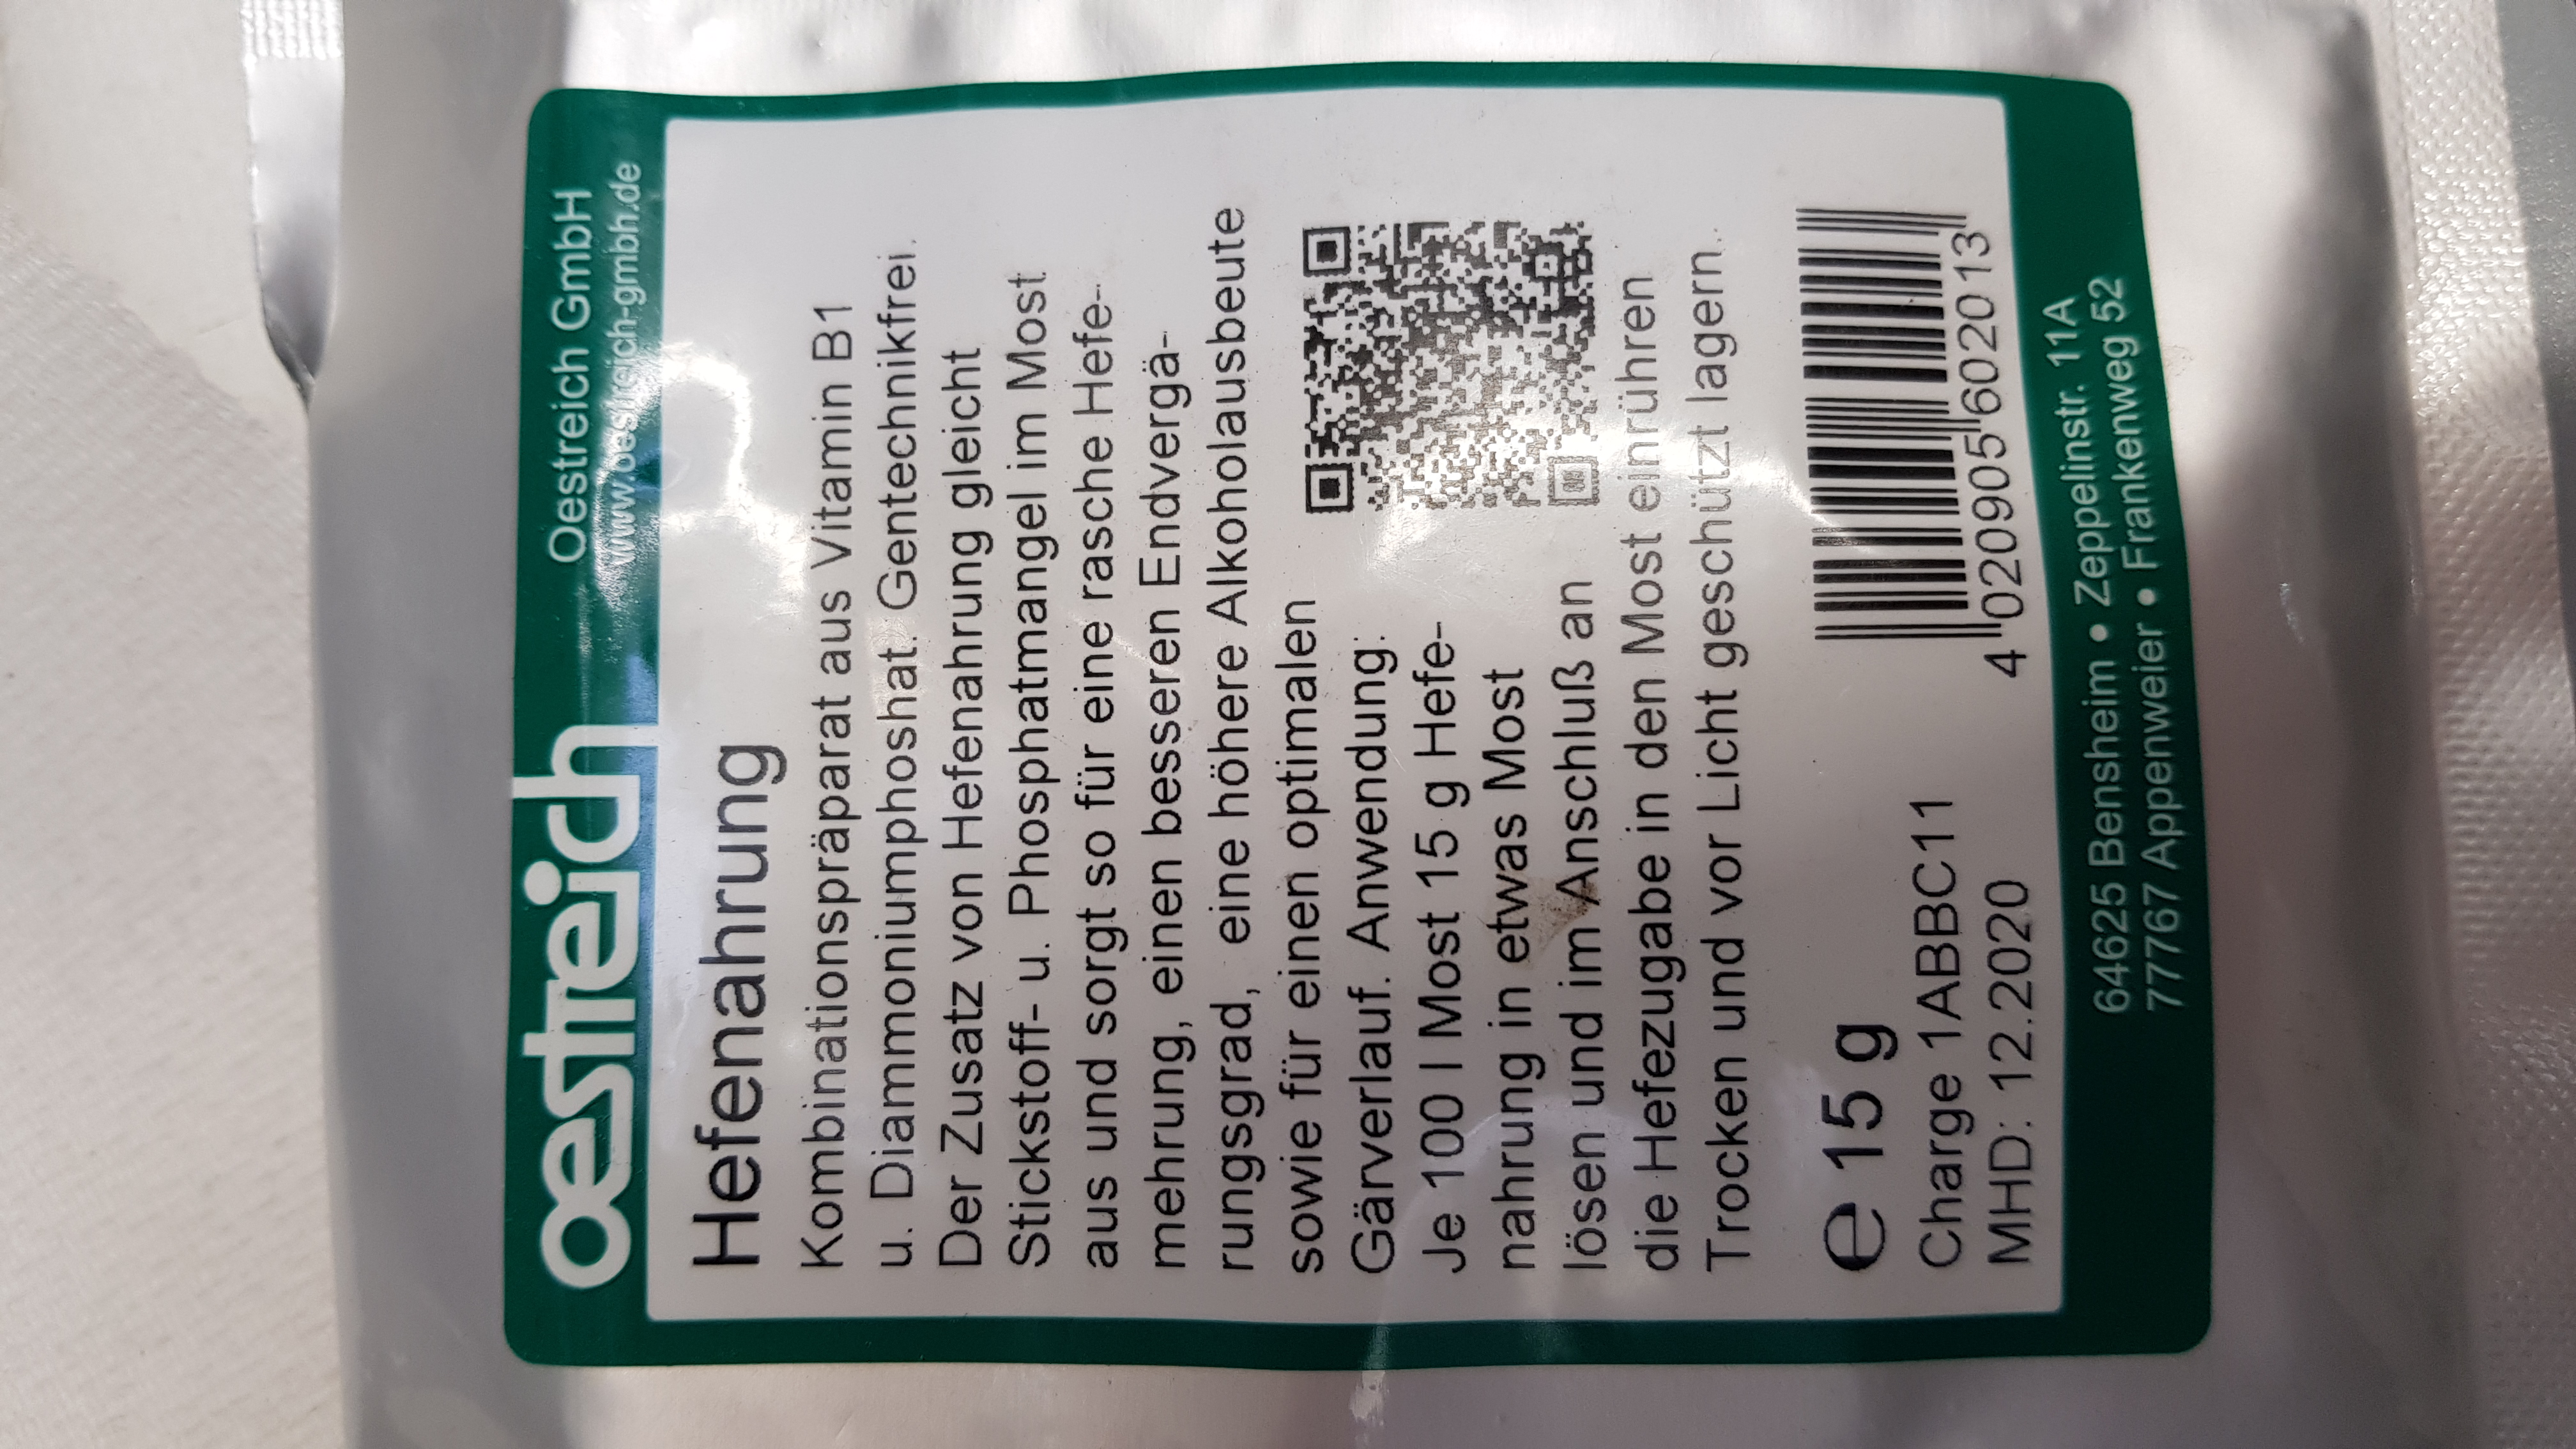 oestreich
Oestreich GmbH
www.oestreich-gmbh.de
Hefenahrung
Kombinationspräparat aus Vitamin B1
u. Diammoniumphoshat. Gentechnikfrei.
Der Zusatz von Hefenahrung gleicht
Stickstoff- u. Phosphatmangel im Most
aus und sorgt so für eine rasche Hefe-
mehrung, einen besseren Endvergä-
rungsgrad, eine höhere Alkoholausbeute
sowie für einen optimalen
Gärverlauf. Anwendung:
Je 100 l Most 15 g Hefe-
nahrung in etwas Most
lösen und im Anschluß an
die Hefezugabe in den Most einrühren
Trocken und vor Licht geschützt lagern.
℮ 15 g
Charge 1ABBC11
MHD: 12.2020
4 020905 602013
64625 Bensheim • Zeppelinstr. 11A
77767 Appenweier • Frankenweg 52